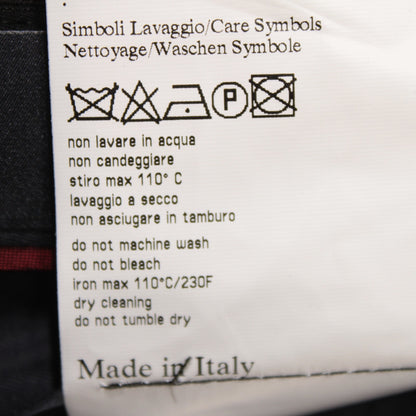 Simboli Lavaggio/Care Symbols
Nettoyage/Waschen Symbole
P
non lavare in acqua
non candeggiare
stiro max 110° C
lavaggio a secco
non asciugare in tamburo
do not machine wash
do not bleach
iron max 110°C/230F
dry cleaning
do not tumble dry
Made in Italy